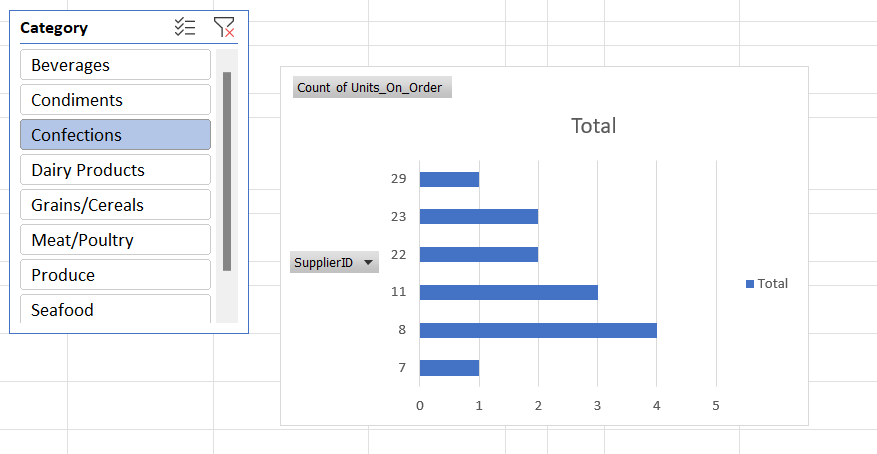 Category
Beverages
Condiments
Confections
Dairy Products
Grains/Cereals
Meat/Poultry
Produce
Seafood
Count of Units_On_Order
Total
29
23
22
SupplierID
11
8
7
0 1 2 3 4 5
Total